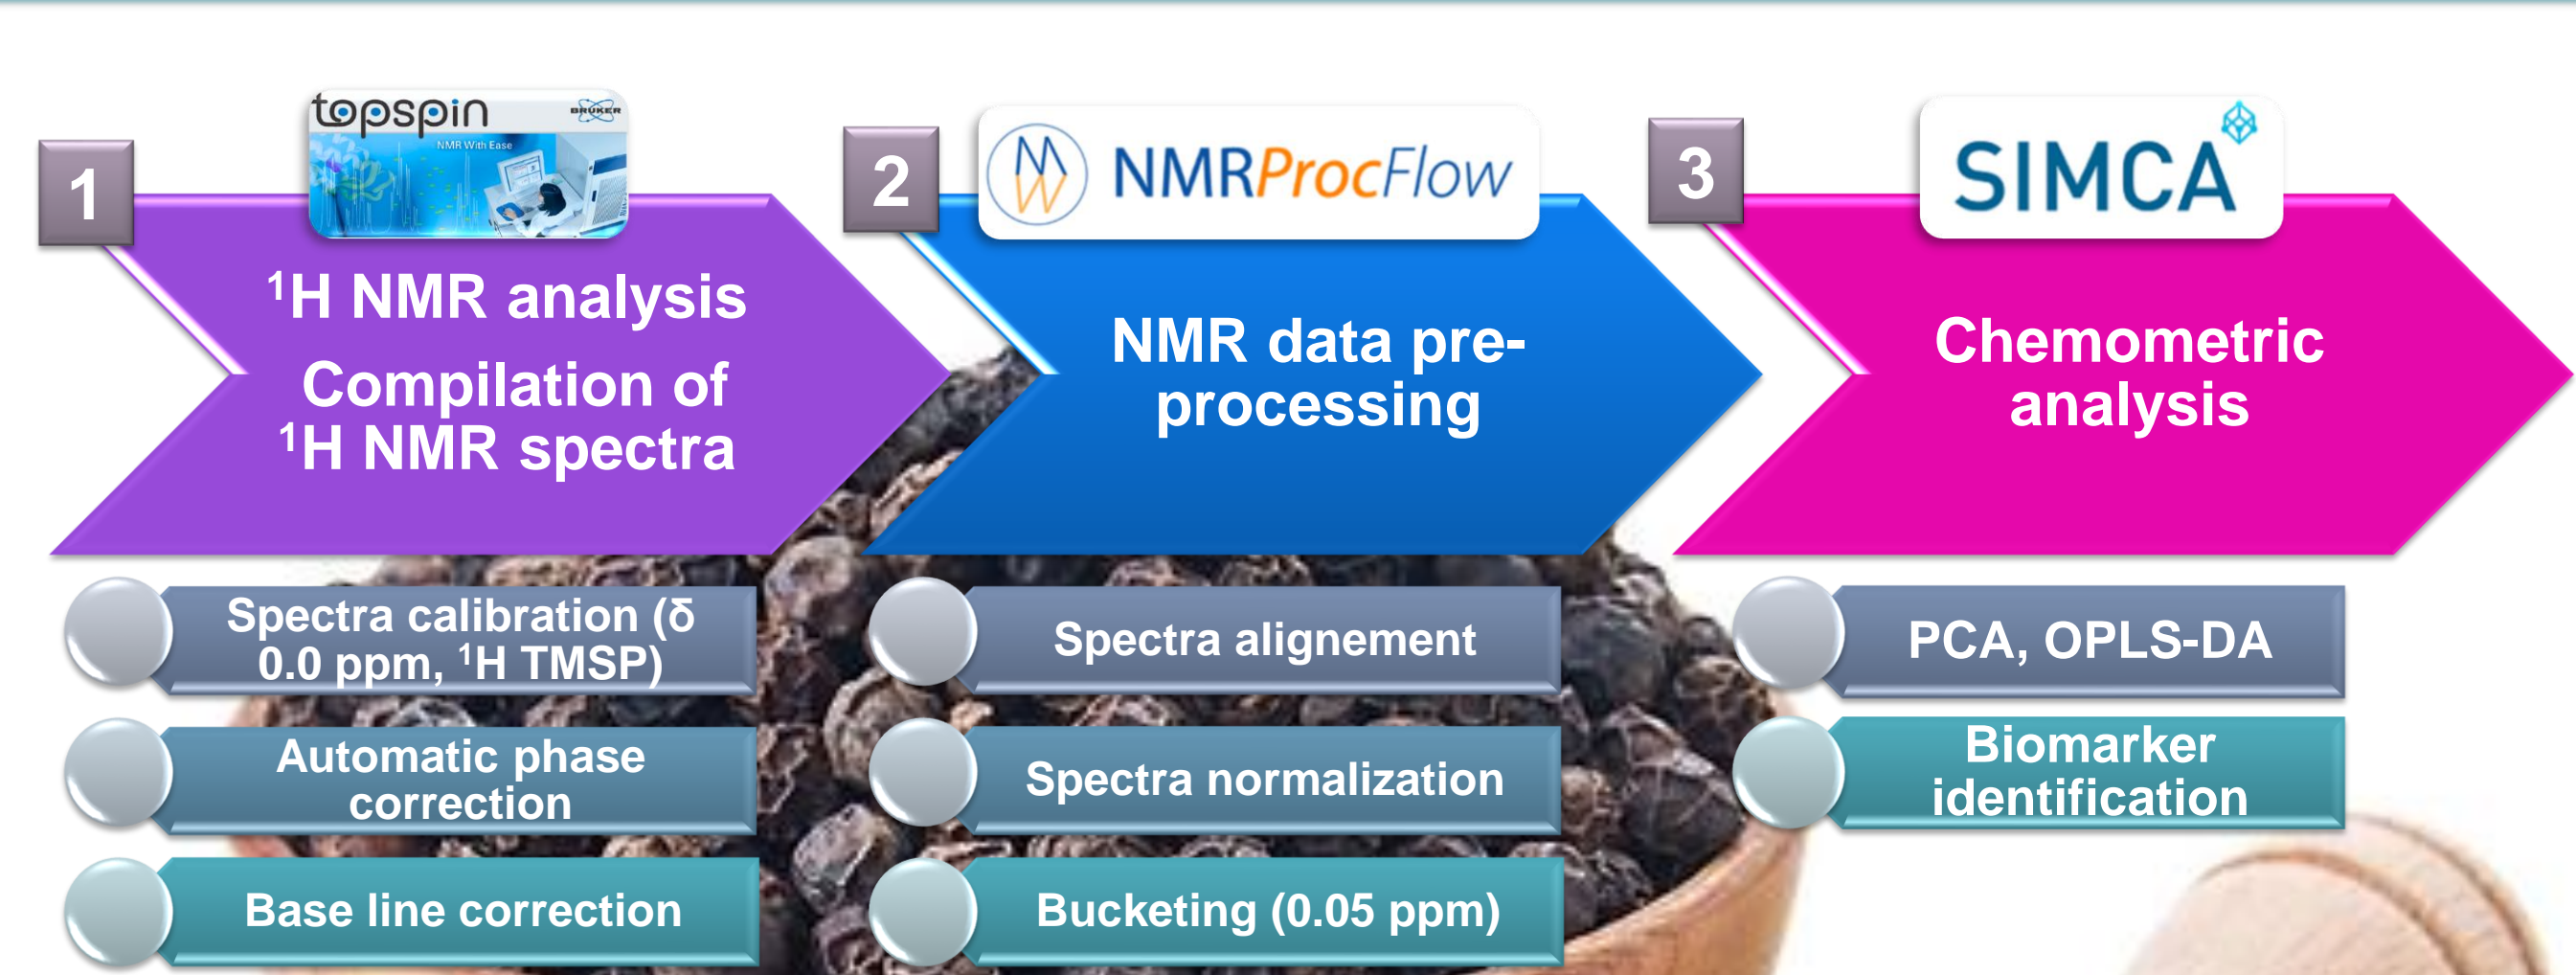 1
topspin
BRUKER
NMR With Ease
¹H NMR analysis
Compilation of
¹H NMR spectra
Spectra calibration (δ
0.0 ppm, ¹H TMSP)
Automatic phase
correction
Base line correction
2
NMRProcFlow
NMR data pre-
processing
Spectra alignement
Spectra normalization
Bucketing (0.05 ppm)
3
SIMCA
Chemometric
analysis
PCA, OPLS-DA
Biomarker
identification